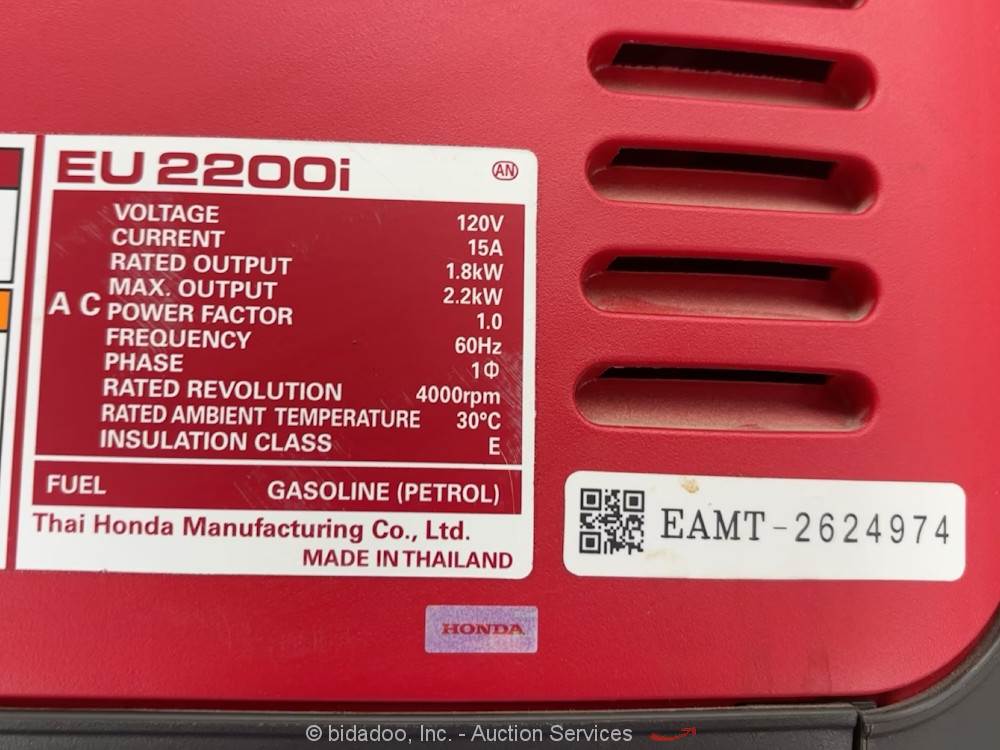 EU 2200i AN
VOLTAGE 120V
CURRENT 15A
RATED OUTPUT 1.8kW
MAX. OUTPUT 2.2kW
AC POWER FACTOR 1.0
FREQUENCY 60Hz
PHASE 1Φ
RATED REVOLUTION 4000rpm
RATED AMBIENT TEMPERATURE 30°C
INSULATION CLASS E
FUEL GASOLINE (PETROL)
Thai Honda Manufacturing Co., Ltd.
MADE IN THAILAND
EAMT-2624974
HONDA
© bidadoo, Inc. - Auction Services